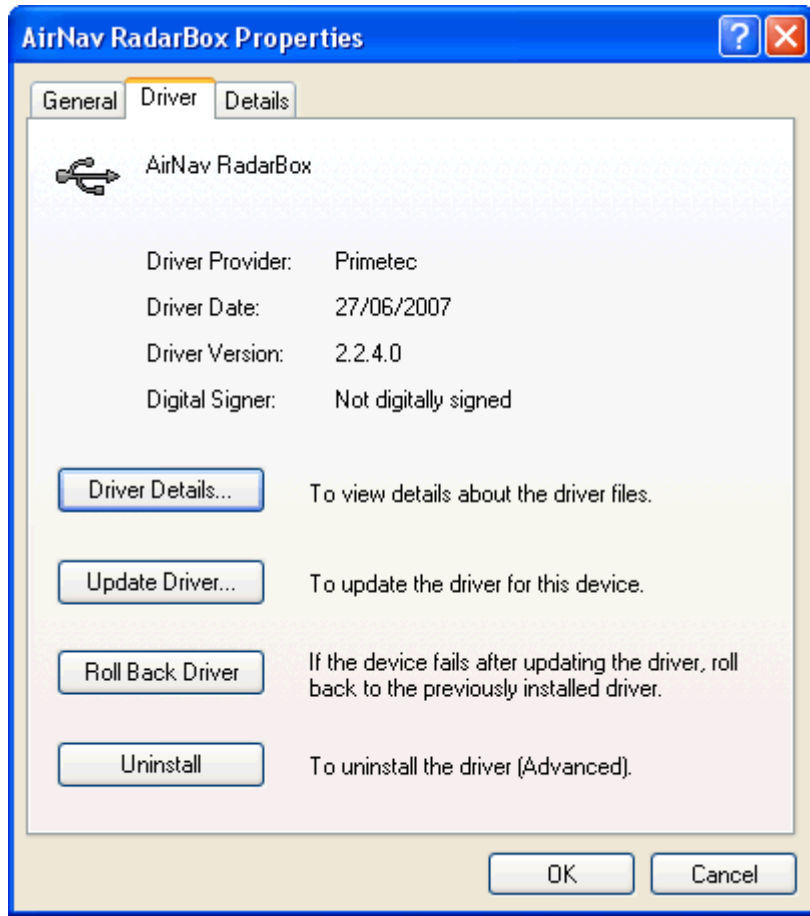 AirNav RadarBox Properties
General Driver Details
AirNav RadarBox
Driver Provider: Primetec
Driver Date: 27/06/2007
Driver Version: 2.2.4.0
Digital Signer: Not digitally signed
Driver Details... To view details about the driver files.
Update Driver... To update the driver for this device.
Roll Back Driver If the device fails after updating the driver, roll
back to the previously installed driver.
Uninstall To uninstall the driver (Advanced).
OK Cancel